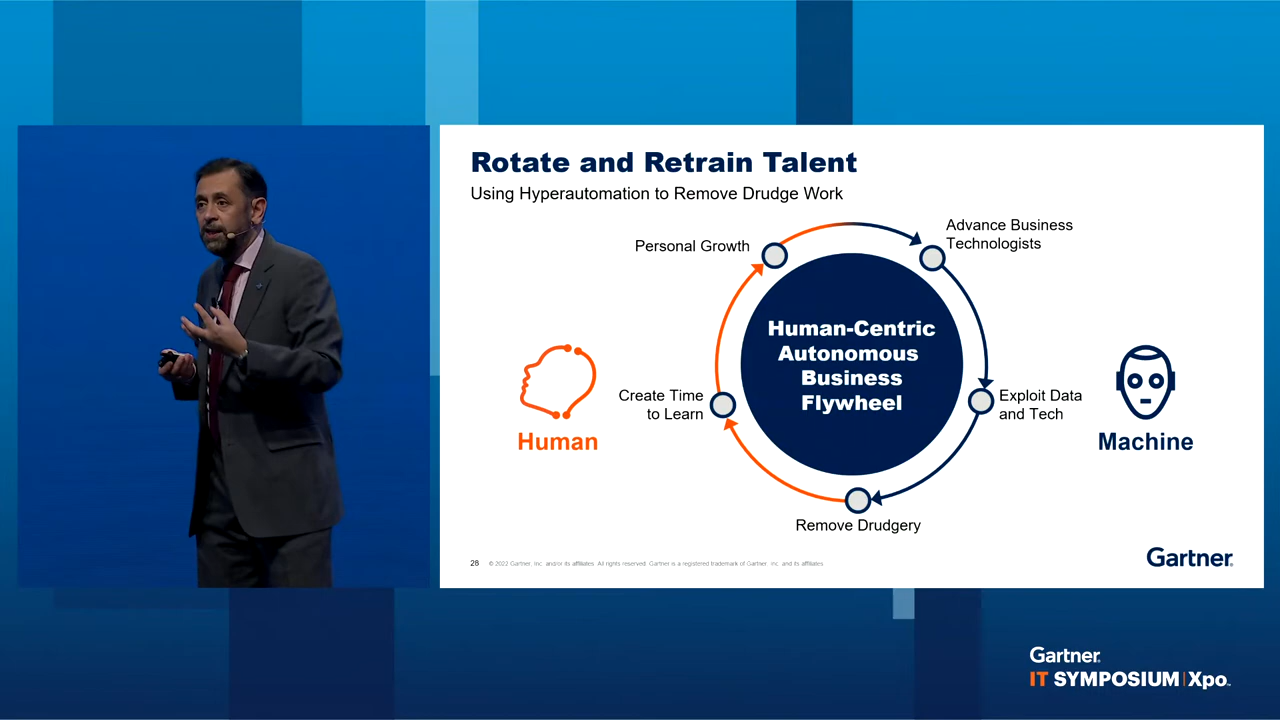 Rotate and Retrain Talent
Using Hyperautomation to Remove Drudge Work
Personal Growth
Advance Business
Technologists
Human-Centric
Autonomous
Business
Flywheel
Create Time
to Learn
Exploit Data
and Tech
Human
Machine
Remove Drudgery
28 © 2022 Gartner, Inc. and/or its affiliates. All rights reserved. Gartner is a registered trademark of Gartner, Inc. and its affiliates.
Gartner®
Gartner®
IT SYMPOSIUM | Xpo™